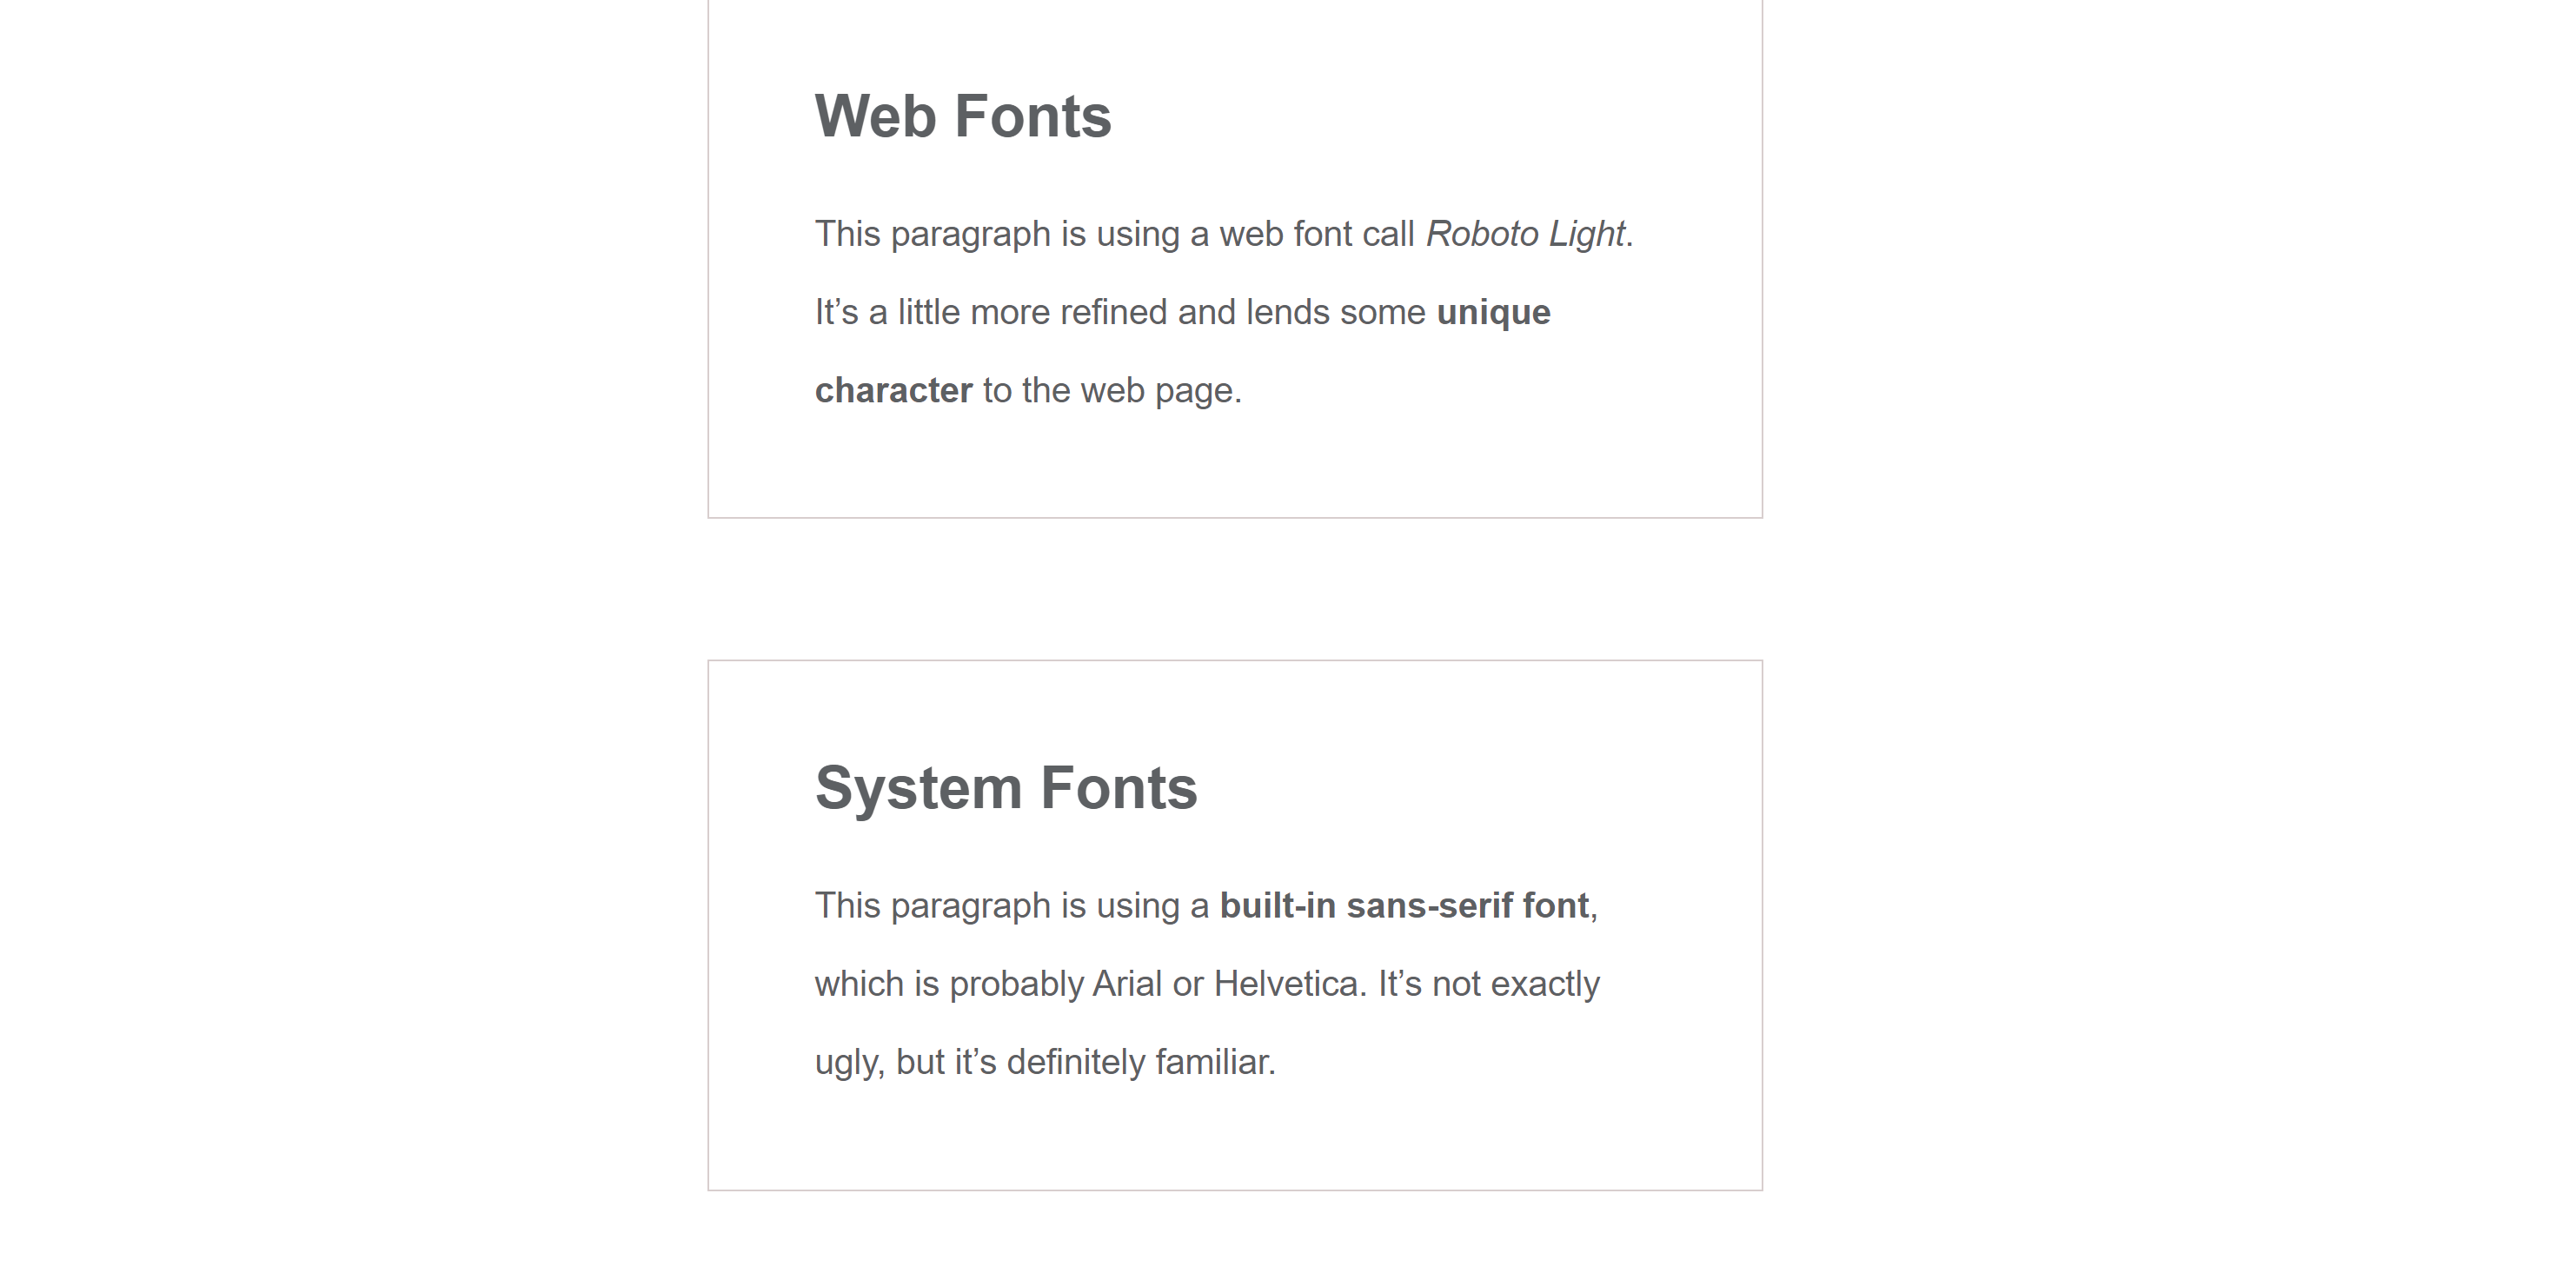 Web Fonts
This paragraph is using a web font call Roboto Light.
It’s a little more refined and lends some unique
character to the web page.
System Fonts
This paragraph is using a built-in sans-serif font,
which is probably Arial or Helvetica. It’s not exactly
ugly, but it’s definitely familiar.